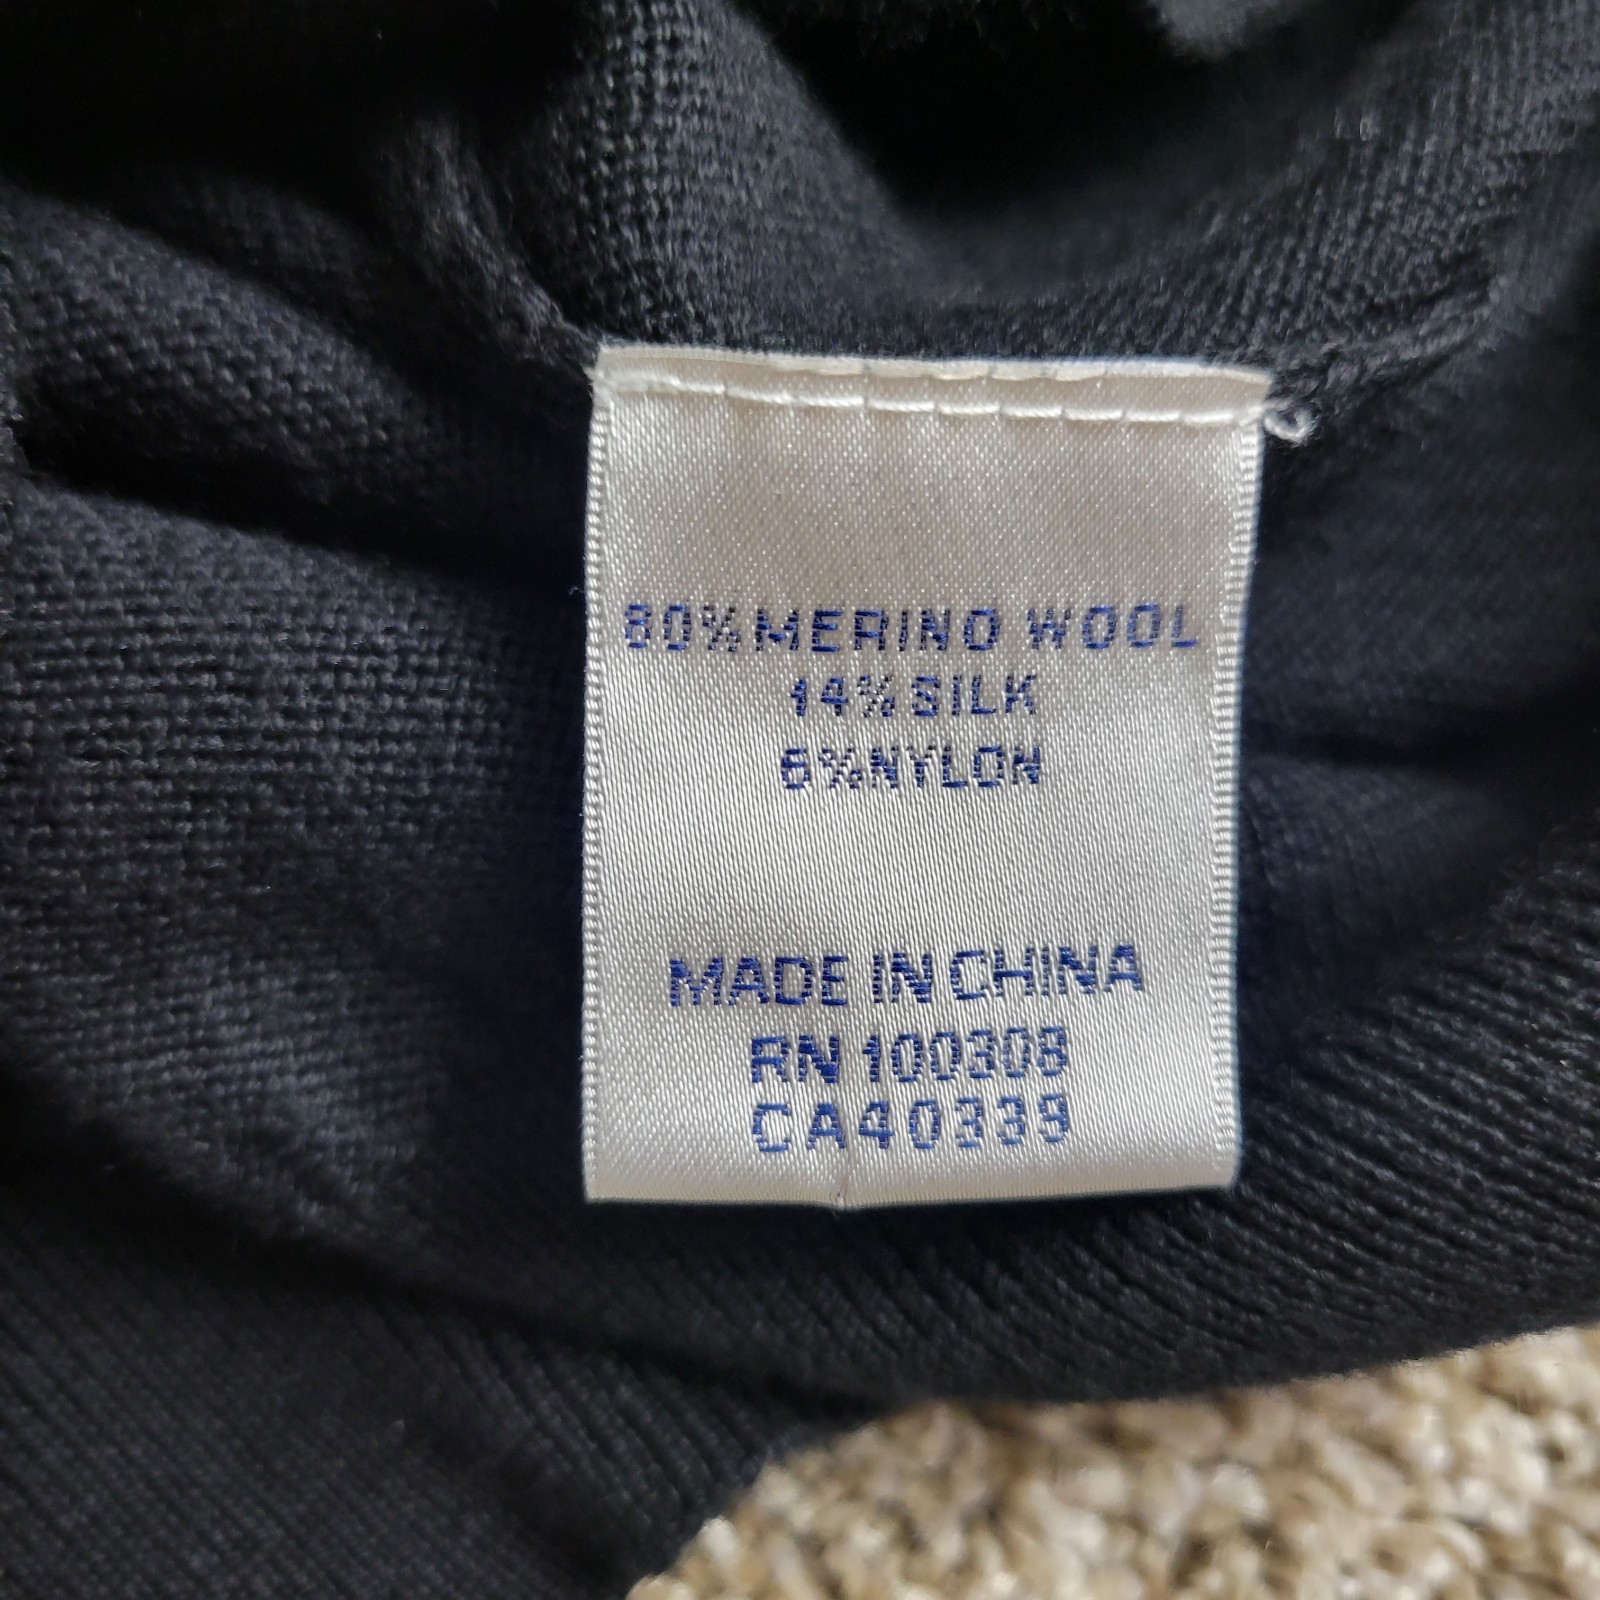 80% MERINO WOOL
14% SILK
6% NYLON
MADE IN CHINA
RN 100308
CA40339